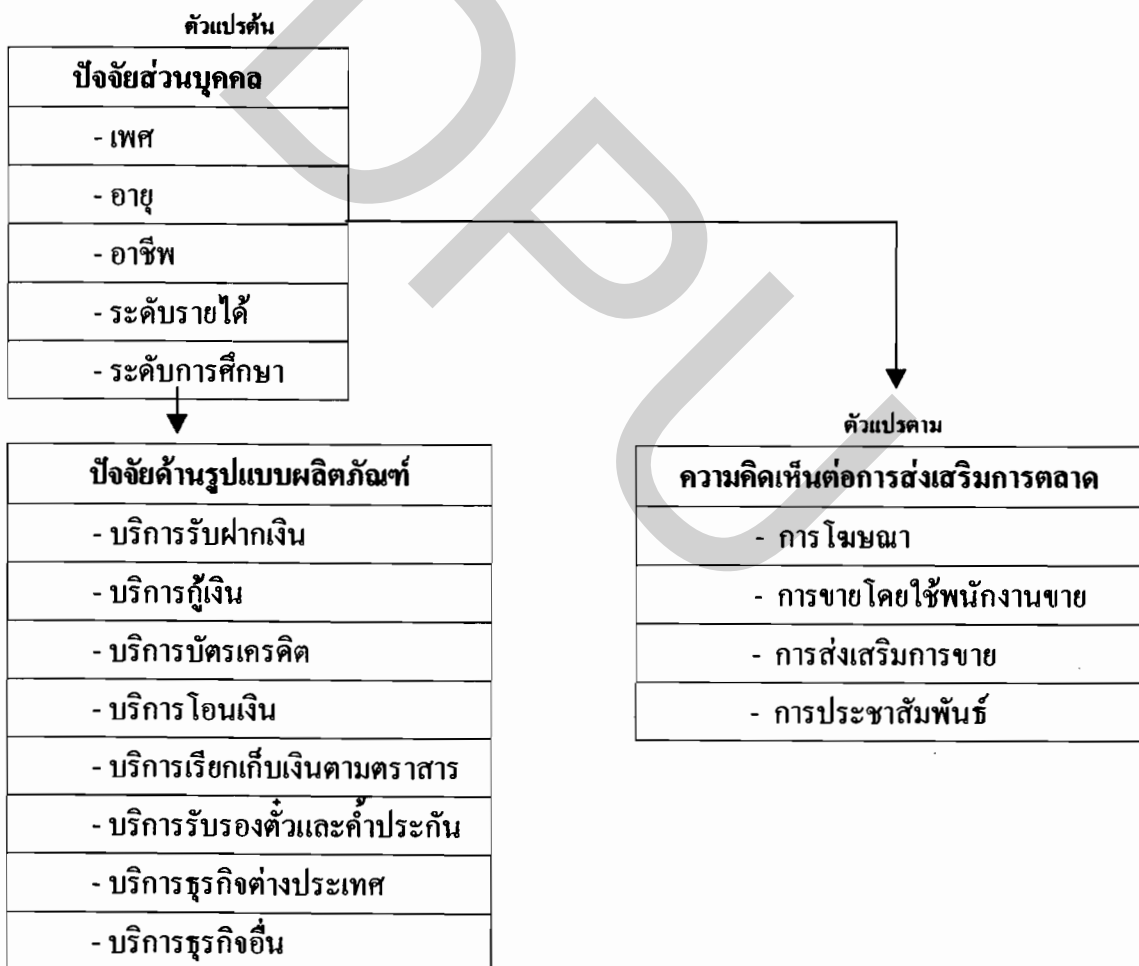 ตัวแปรต้น
ปัจจัยส่วนบุคคล
- เพศ
- อายุ
- อาชีพ
- ระดับรายได้
- ระดับการศึกษา
ปัจจัยด้านรูปแบบผลิตภัณฑ์
- บริการรับฝากเงิน
- บริการกู้เงิน
- บริการบัตรเครดิต
- บริการโอนเงิน
- บริการเรียกเก็บเงินตามตราสาร
- บริการรับรองตั๋วและค้ำประกัน
- บริการธุรกิจต่างประเทศ
- บริการธุรกิจอื่น
ตัวแปรตาม
ความคิดเห็นต่อการส่งเสริมการตลาด
- การโฆษณา
- การขายโดยใช้พนักงานขาย
- การส่งเสริมการขาย
- การประชาสัมพันธ์
DPU